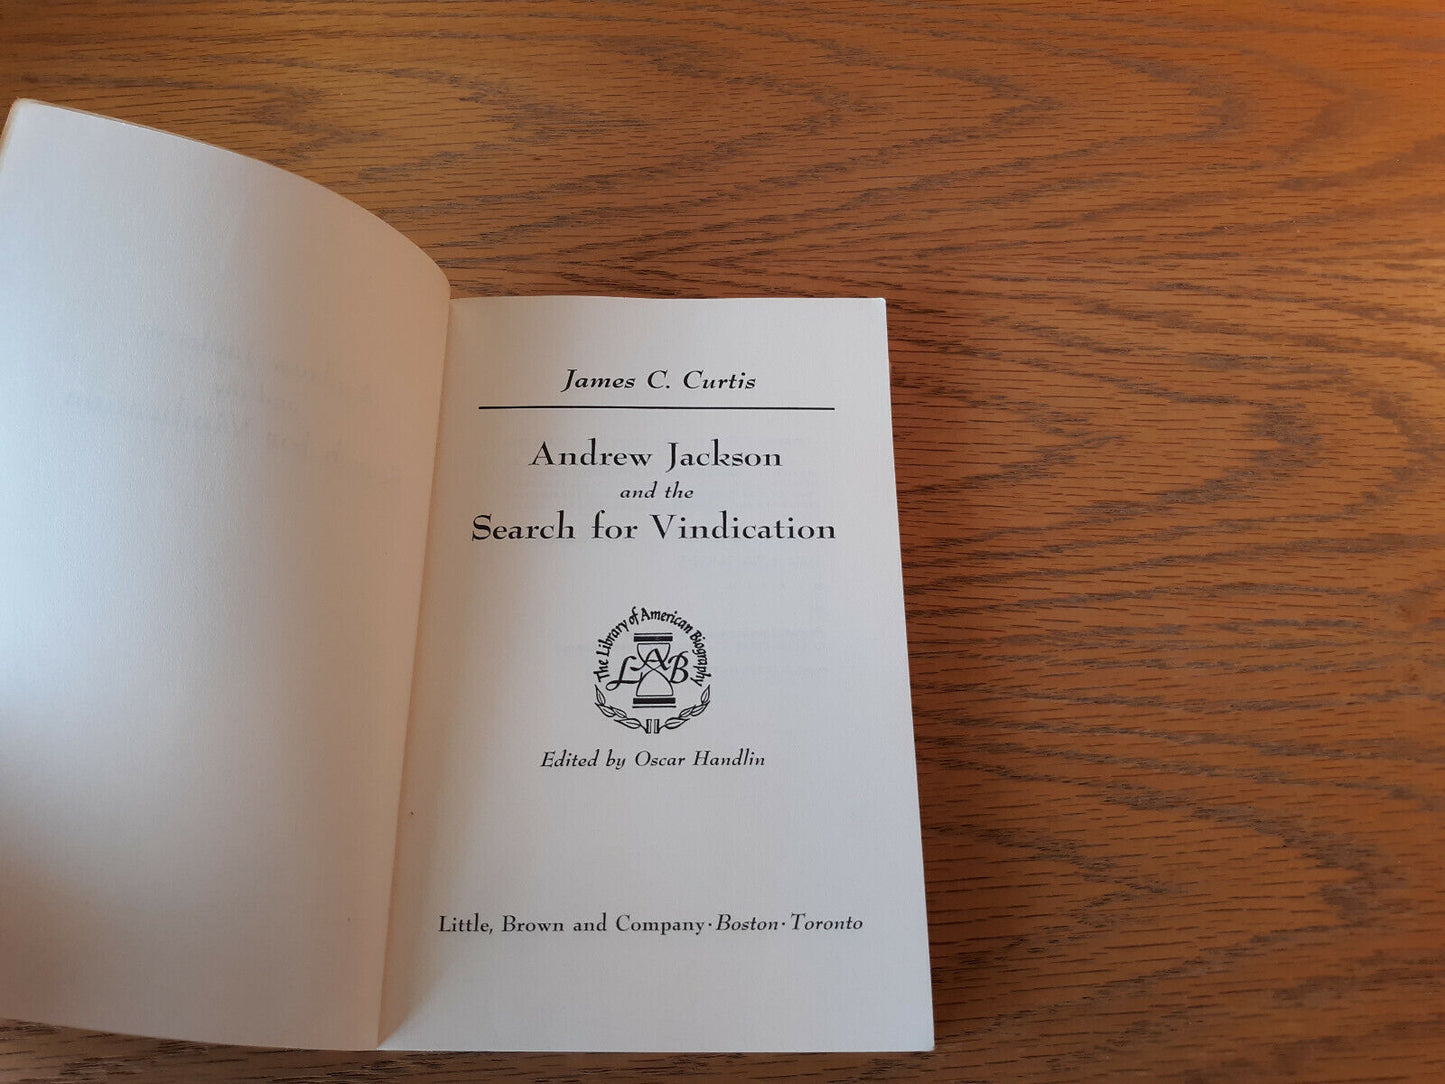 James C. Curtis
Andrew Jackson
and the
Search for Vindication
The Library of American Biography
LAB
Edited by Oscar Handlin
Little, Brown and Company · Boston · Toronto